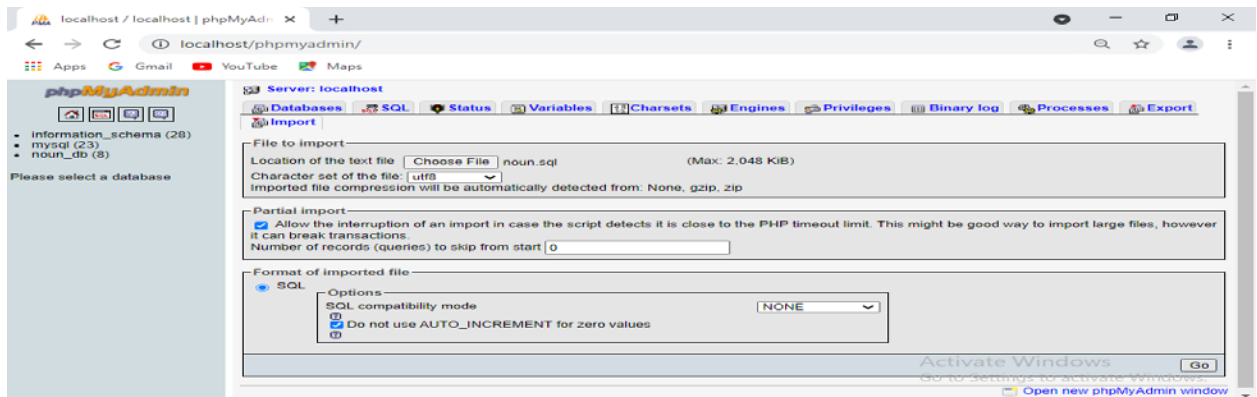 localhost / localhost | phpMyAdn
localhost/phpmyadmin/
Apps Gmail YouTube Maps
phpMyAdmin
information_schema (28)
mysql (23)
noun_db (8)
Please select a database
Server: localhost
Databases SQL Status Variables Charsets Engines Privileges Binary log Processes Export
Import
File to import
Location of the text file Choose File noun.sql (Max: 2,048 KiB)
Character set of the file: utf8
Imported file compression will be automatically detected from: None, gzip, zip
Partial import
Allow the interruption of an import in case the script detects it is close to the PHP timeout limit. This might be good way to import large files, however
it can break transactions.
Number of records (queries) to skip from start 0
Format of imported file
SQL
Options
SQL compatibility mode NONE
Do not use AUTO_INCREMENT for zero values
Activate Windows
Go
Go to Settings to activate Windows.
Open new phpMyAdmin window